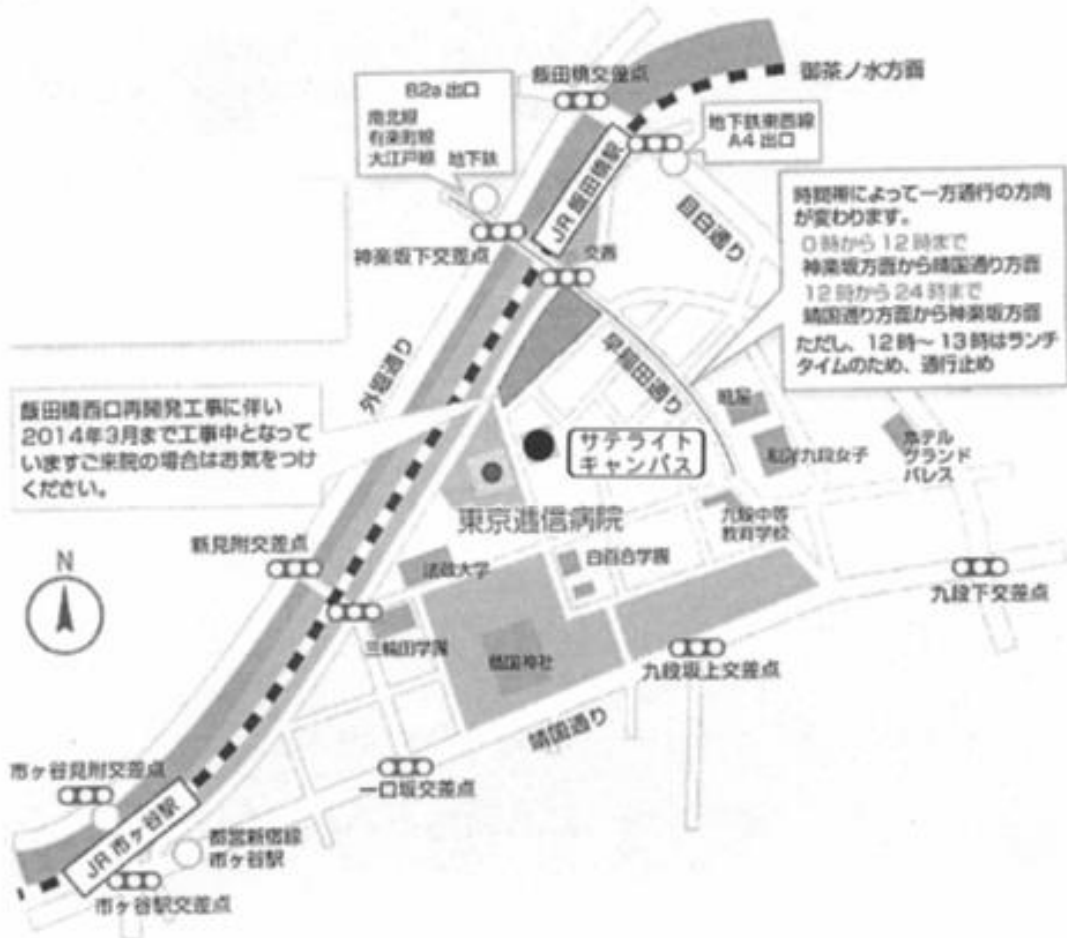 飯田橋交差点
御茶ノ水方面
B2a出口
南北線
有楽町線
大江戸線 地下鉄
地下鉄東西線
A4出口
JR 飯田橋駅
目白通り
時間帯によって一方通行の方向
が変わります。
0時から12時まで
神楽坂方面から靖国通り方面
12時から24時まで
靖国通り方面から神楽坂方面
ただし、12時〜13時はランチ
タイムのため、通行止め
神楽坂下交差点
交番
外堀通り
早稲田通り
飯田橋西口再開発工事に伴い
2014年3月まで工事中となって
いますご来院の場合はお気をつけ
ください。
サテライト
キャンパス
和洋九段女子
ホテル
グランド
パレス
東京逓信病院
九段中等
教育学校
新見附交差点
法政大学
白百合学園
N
九段下交差点
三輪田学園
靖国神社
九段坂上交差点
靖国通り
市ヶ谷見附交差点
一口坂交差点
JR 市ヶ谷駅
都営新宿線
市ヶ谷駅
市ヶ谷駅交差点